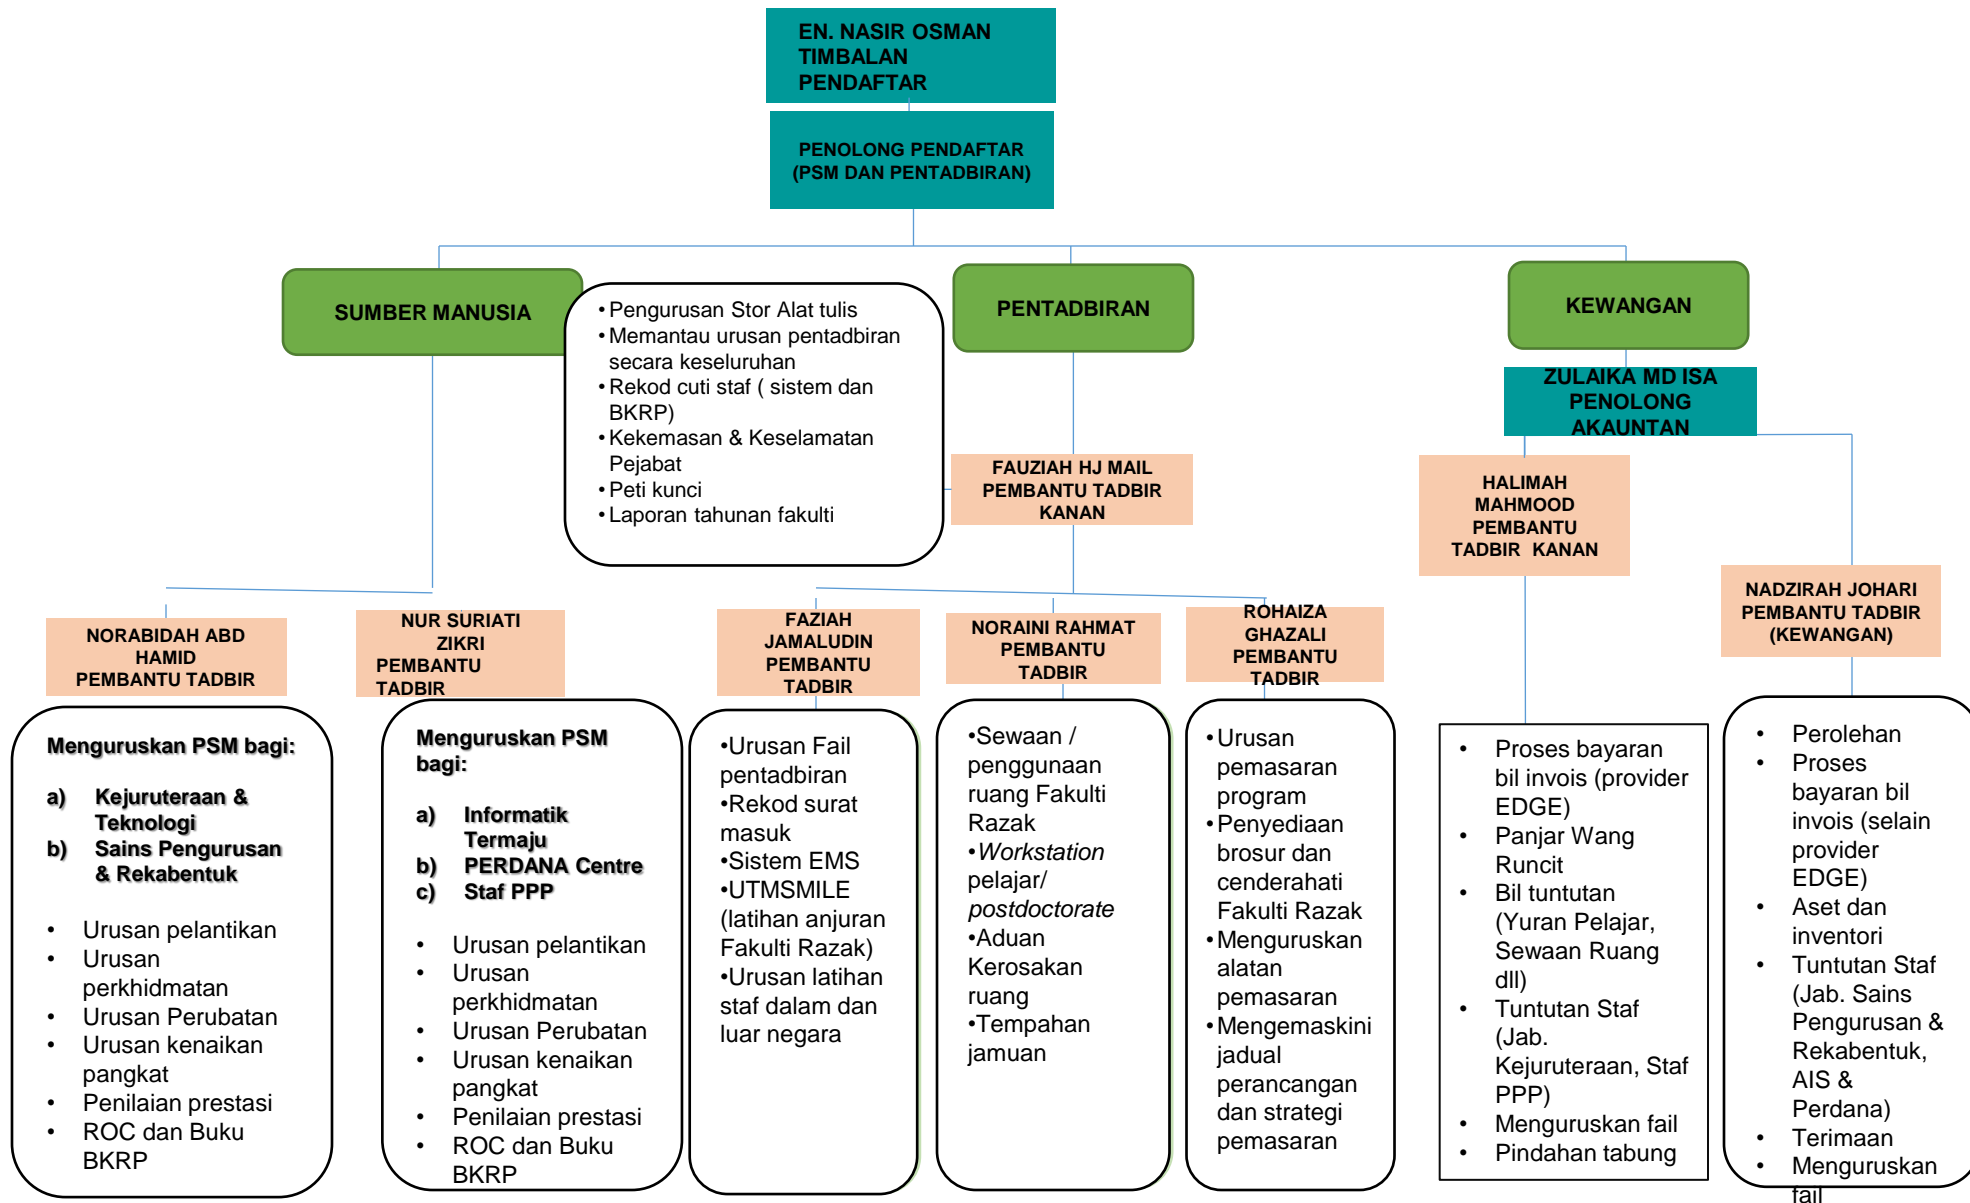 EN. NASIR OSMAN
TIMBALAN
PENDAFTAR
PENOLONG PENDAFTAR
(PSM DAN PENTADBIRAN)
SUMBER MANUSIA
PENTADBIRAN
KEWANGAN
•Pengurusan Stor Alat tulis
•Memantau urusan pentadbiran
secara keseluruhan
•Rekod cuti staf ( sistem dan
BKRP)
•Kekemasan & Keselamatan
Pejabat
•Peti kunci
•Laporan tahunan fakulti
ZULAIKA MD ISA
PENOLONG
AKAUNTAN
FAUZIAH HJ MAIL
PEMBANTU TADBIR
KANAN
HALIMAH
MAHMOOD
PEMBANTU
TADBIR KANAN
NADZIRAH JOHARI
PEMBANTU TADBIR
(KEWANGAN)
NORABIDAH ABD
HAMID
PEMBANTU TADBIR
NUR SURIATI
ZIKRI
PEMBANTU
TADBIR
FAZIAH
JAMALUDIN
PEMBANTU
TADBIR
NORAINI RAHMAT
PEMBANTU
TADBIR
ROHAIZA
GHAZALI
PEMBANTU
TADBIR
Menguruskan PSM bagi:
a) Kejuruteraan &
Teknologi
b) Sains Pengurusan
& Rekabentuk
• Urusan pelantikan
• Urusan
perkhidmatan
• Urusan Perubatan
• Urusan kenaikan
pangkat
• Penilaian prestasi
• ROC dan Buku
BKRP
Menguruskan PSM
bagi:
a) Informatik
Termaju
b) PERDANA Centre
c) Staf PPP
• Urusan pelantikan
• Urusan
perkhidmatan
• Urusan Perubatan
• Urusan kenaikan
pangkat
• Penilaian prestasi
• ROC dan Buku
BKRP
•Urusan Fail
pentadbiran
•Rekod surat
masuk
•Sistem EMS
•UTMSMILE
(latihan anjuran
Fakulti Razak)
•Urusan latihan
staf dalam dan
luar negara
•Sewaan /
penggunaan
ruang Fakulti
Razak
•Workstation
pelajar/
postdoctorate
•Aduan
Kerosakan
ruang
•Tempahan
jamuan
•Urusan
pemasaran
program
•Penyediaan
brosur dan
cenderahati
Fakulti Razak
•Menguruskan
alatan
pemasaran
•Mengemaskini
jadual
perancangan
dan strategi
pemasaran
• Proses bayaran
bil invois (provider
EDGE)
• Panjar Wang
Runcit
• Bil tuntutan
(Yuran Pelajar,
Sewaan Ruang
dll)
• Tuntutan Staf
(Jab.
Kejuruteraan, Staf
PPP)
• Menguruskan fail
• Pindahan tabung
• Perolehan
• Proses
bayaran bil
invois (selain
provider
EDGE)
• Aset dan
inventori
• Tuntutan Staf
(Jab. Sains
Pengurusan &
Rekabentuk,
AIS &
Perdana)
• Terimaan
• Menguruskan
fail